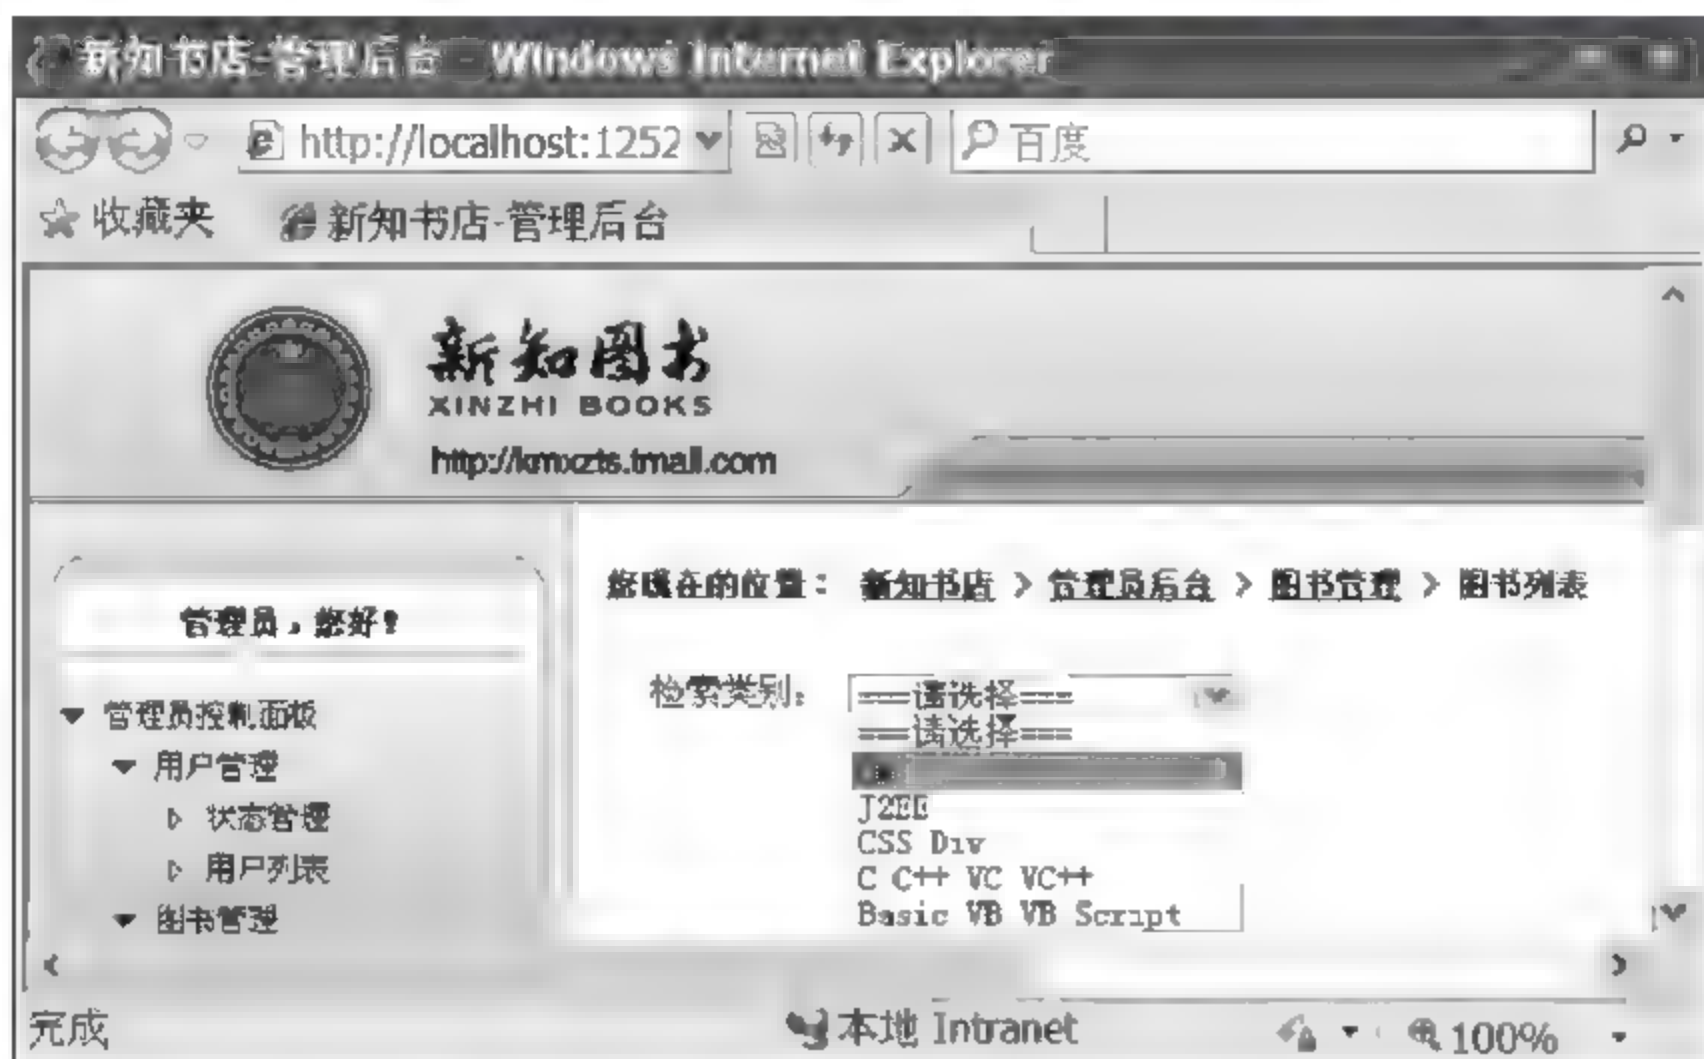 新知书店-管理后台 - Windows Internet Explorer
http://localhost:1252
百度
收藏夹
新知书店-管理后台
新知图书
XINZHI BOOKS
http://kmxzts.tmall.com
您现在的位置： 新知书店 > 管理员后台 > 图书管理 > 图书列表
管理员，您好！
检索类别：
===请选择===
===请选择===
J2EE
CSS Div
C C++ VC VC++
Basic VB VB Script
管理员控制面板
用户管理
状态管理
用户列表
图书管理
完成
本地 Intranet
100%